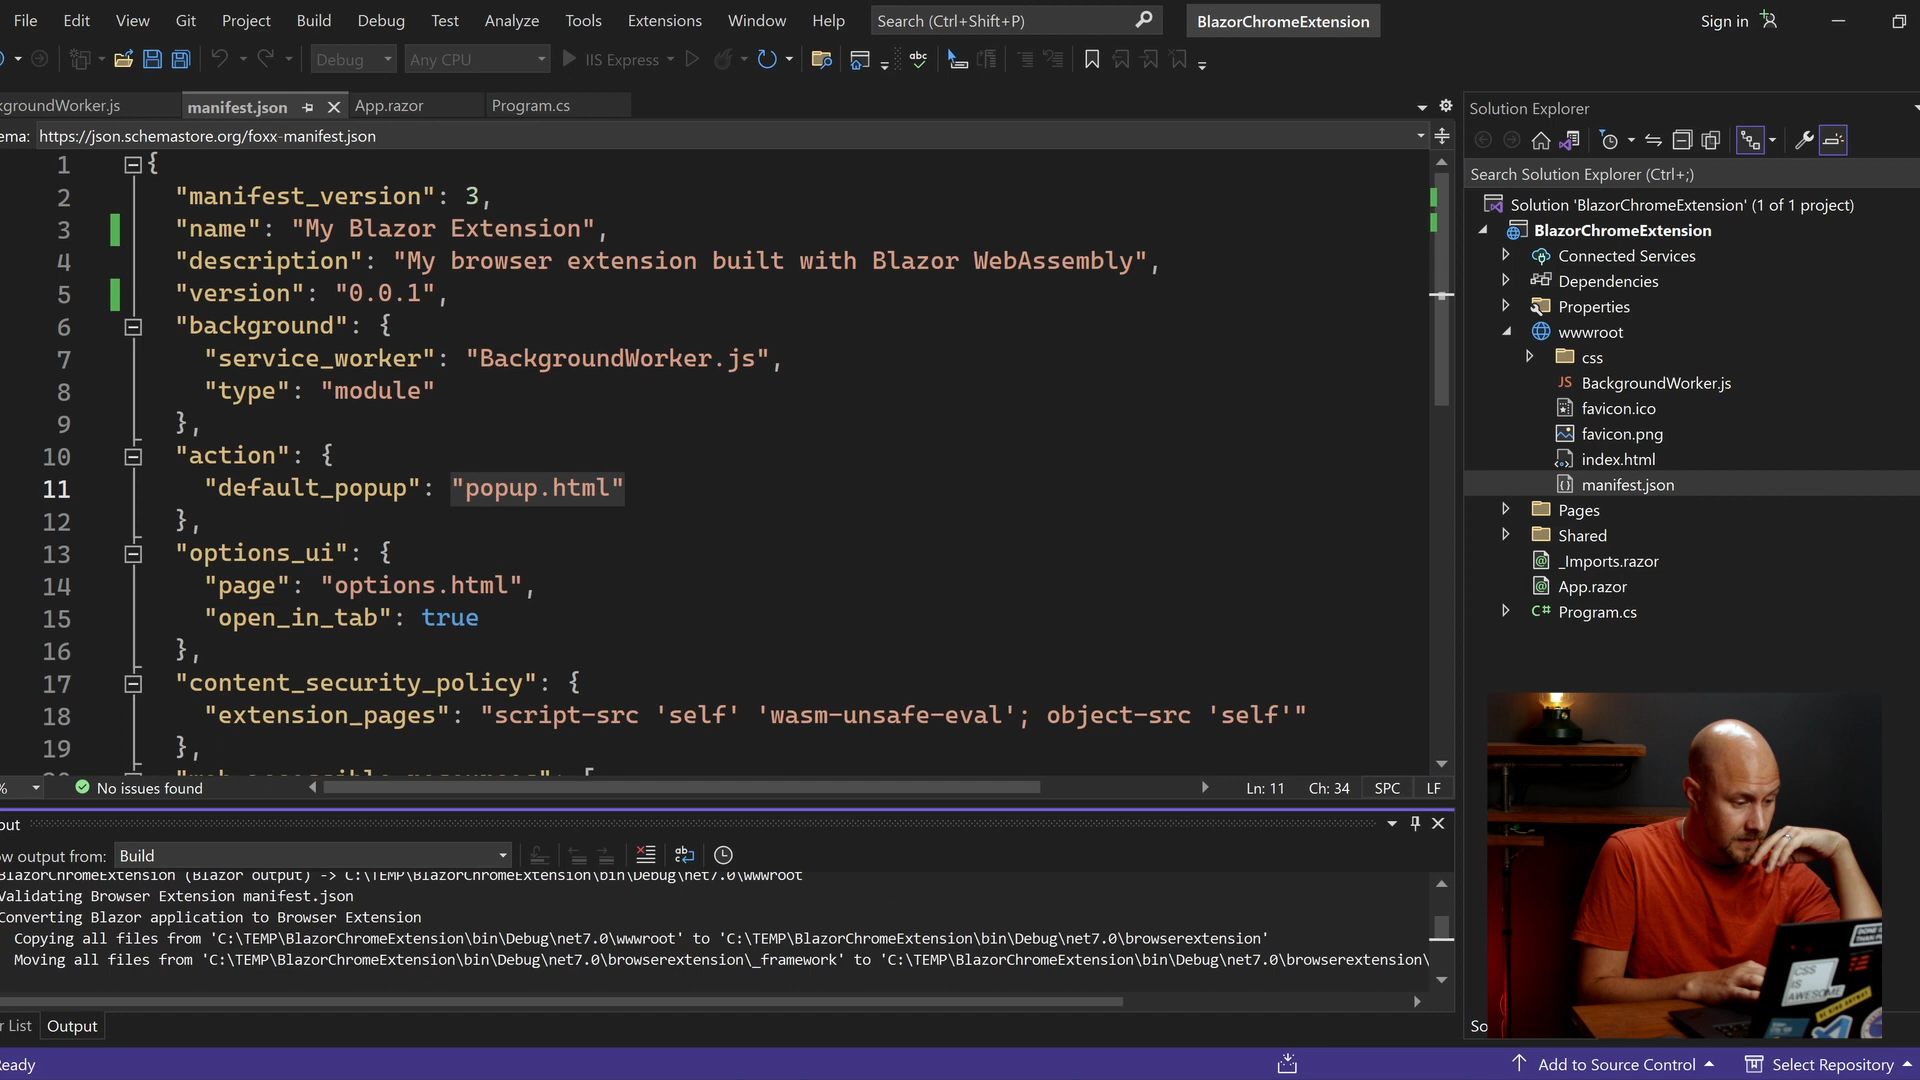 File Edit View Git Project Build Debug Test Analyze Tools Extensions Window Help Search (Ctrl+Shift+P) BlazorChromeExtension Sign in
Debug Any CPU IIS Express
kgroundWorker.js manifest.json App.razor Program.cs
ema: https://json.schemastore.org/foxx-manifest.json
1 {
2 "manifest_version": 3,
3 "name": "My Blazor Extension",
4 "description": "My browser extension built with Blazor WebAssembly",
5 "version": "0.0.1",
6 "background": {
7 "service_worker": "BackgroundWorker.js",
8 "type": "module"
9 },
10 "action": {
11 "default_popup": "popup.html"
12 },
13 "options_ui": {
14 "page": "options.html",
15 "open_in_tab": true
16 },
17 "content_security_policy": {
18 "extension_pages": "script-src 'self' 'wasm-unsafe-eval'; object-src 'self'"
19 },
% No issues found Ln: 11 Ch: 34 SPC LF
put
ow output from: Build
BlazorChromeExtension (Blazor output) -> C:\TEMP\BlazorChromeExtension\bin\Debug\net7.0\wwwroot
Validating Browser Extension manifest.json
Converting Blazor application to Browser Extension
Copying all files from 'C:\TEMP\BlazorChromeExtension\bin\Debug\net7.0\wwwroot' to 'C:\TEMP\BlazorChromeExtension\bin\Debug\net7.0\browserextension'
Moving all files from 'C:\TEMP\BlazorChromeExtension\bin\Debug\net7.0\browserextension\_framework' to 'C:\TEMP\BlazorChromeExtension\bin\Debug\net7.0\browserextension\
r List Output
Solution Explorer
Search Solution Explorer (Ctrl+;)
Solution 'BlazorChromeExtension' (1 of 1 project)
BlazorChromeExtension
Connected Services
Dependencies
Properties
wwwroot
css
JS BackgroundWorker.js
favicon.ico
favicon.png
index.html
manifest.json
Pages
Shared
_Imports.razor
App.razor
C# Program.cs
CSS
IS
AWESOME
So
Ready Add to Source Control Select Repository